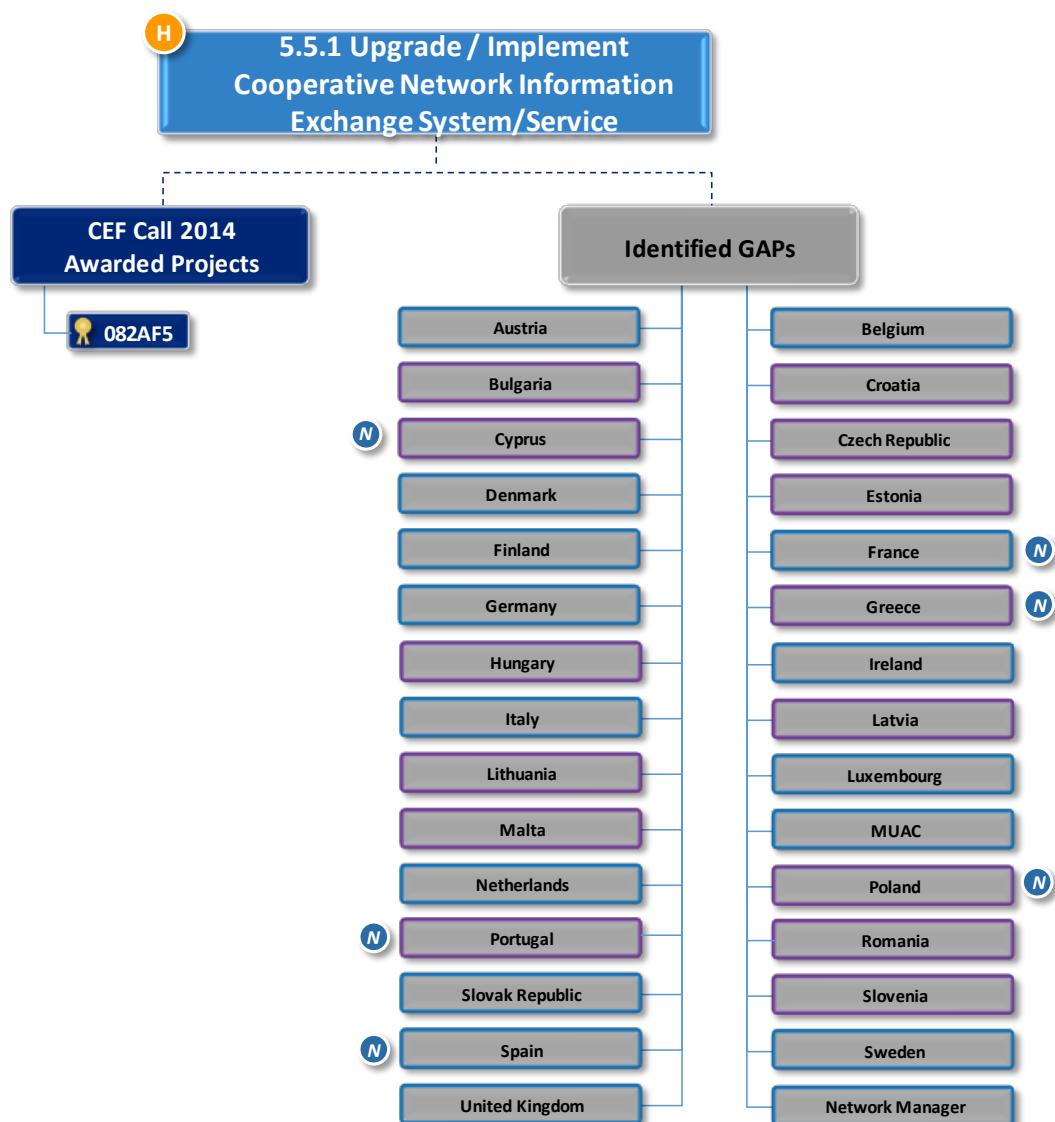 H
5.5.1 Upgrade / Implement
Cooperative Network Information
Exchange System/Service
CEF Call 2014
Awarded Projects
082AF5
Identified GAPs
Austria
Belgium
Bulgaria
Croatia
N
Cyprus
Czech Republic
Denmark
Estonia
Finland
France
N
Germany
Greece
N
Hungary
Ireland
Italy
Latvia
Lithuania
Luxembourg
Malta
MUAC
Netherlands
Poland
N
N
Portugal
Romania
Slovak Republic
Slovenia
N
Spain
Sweden
United Kingdom
Network Manager